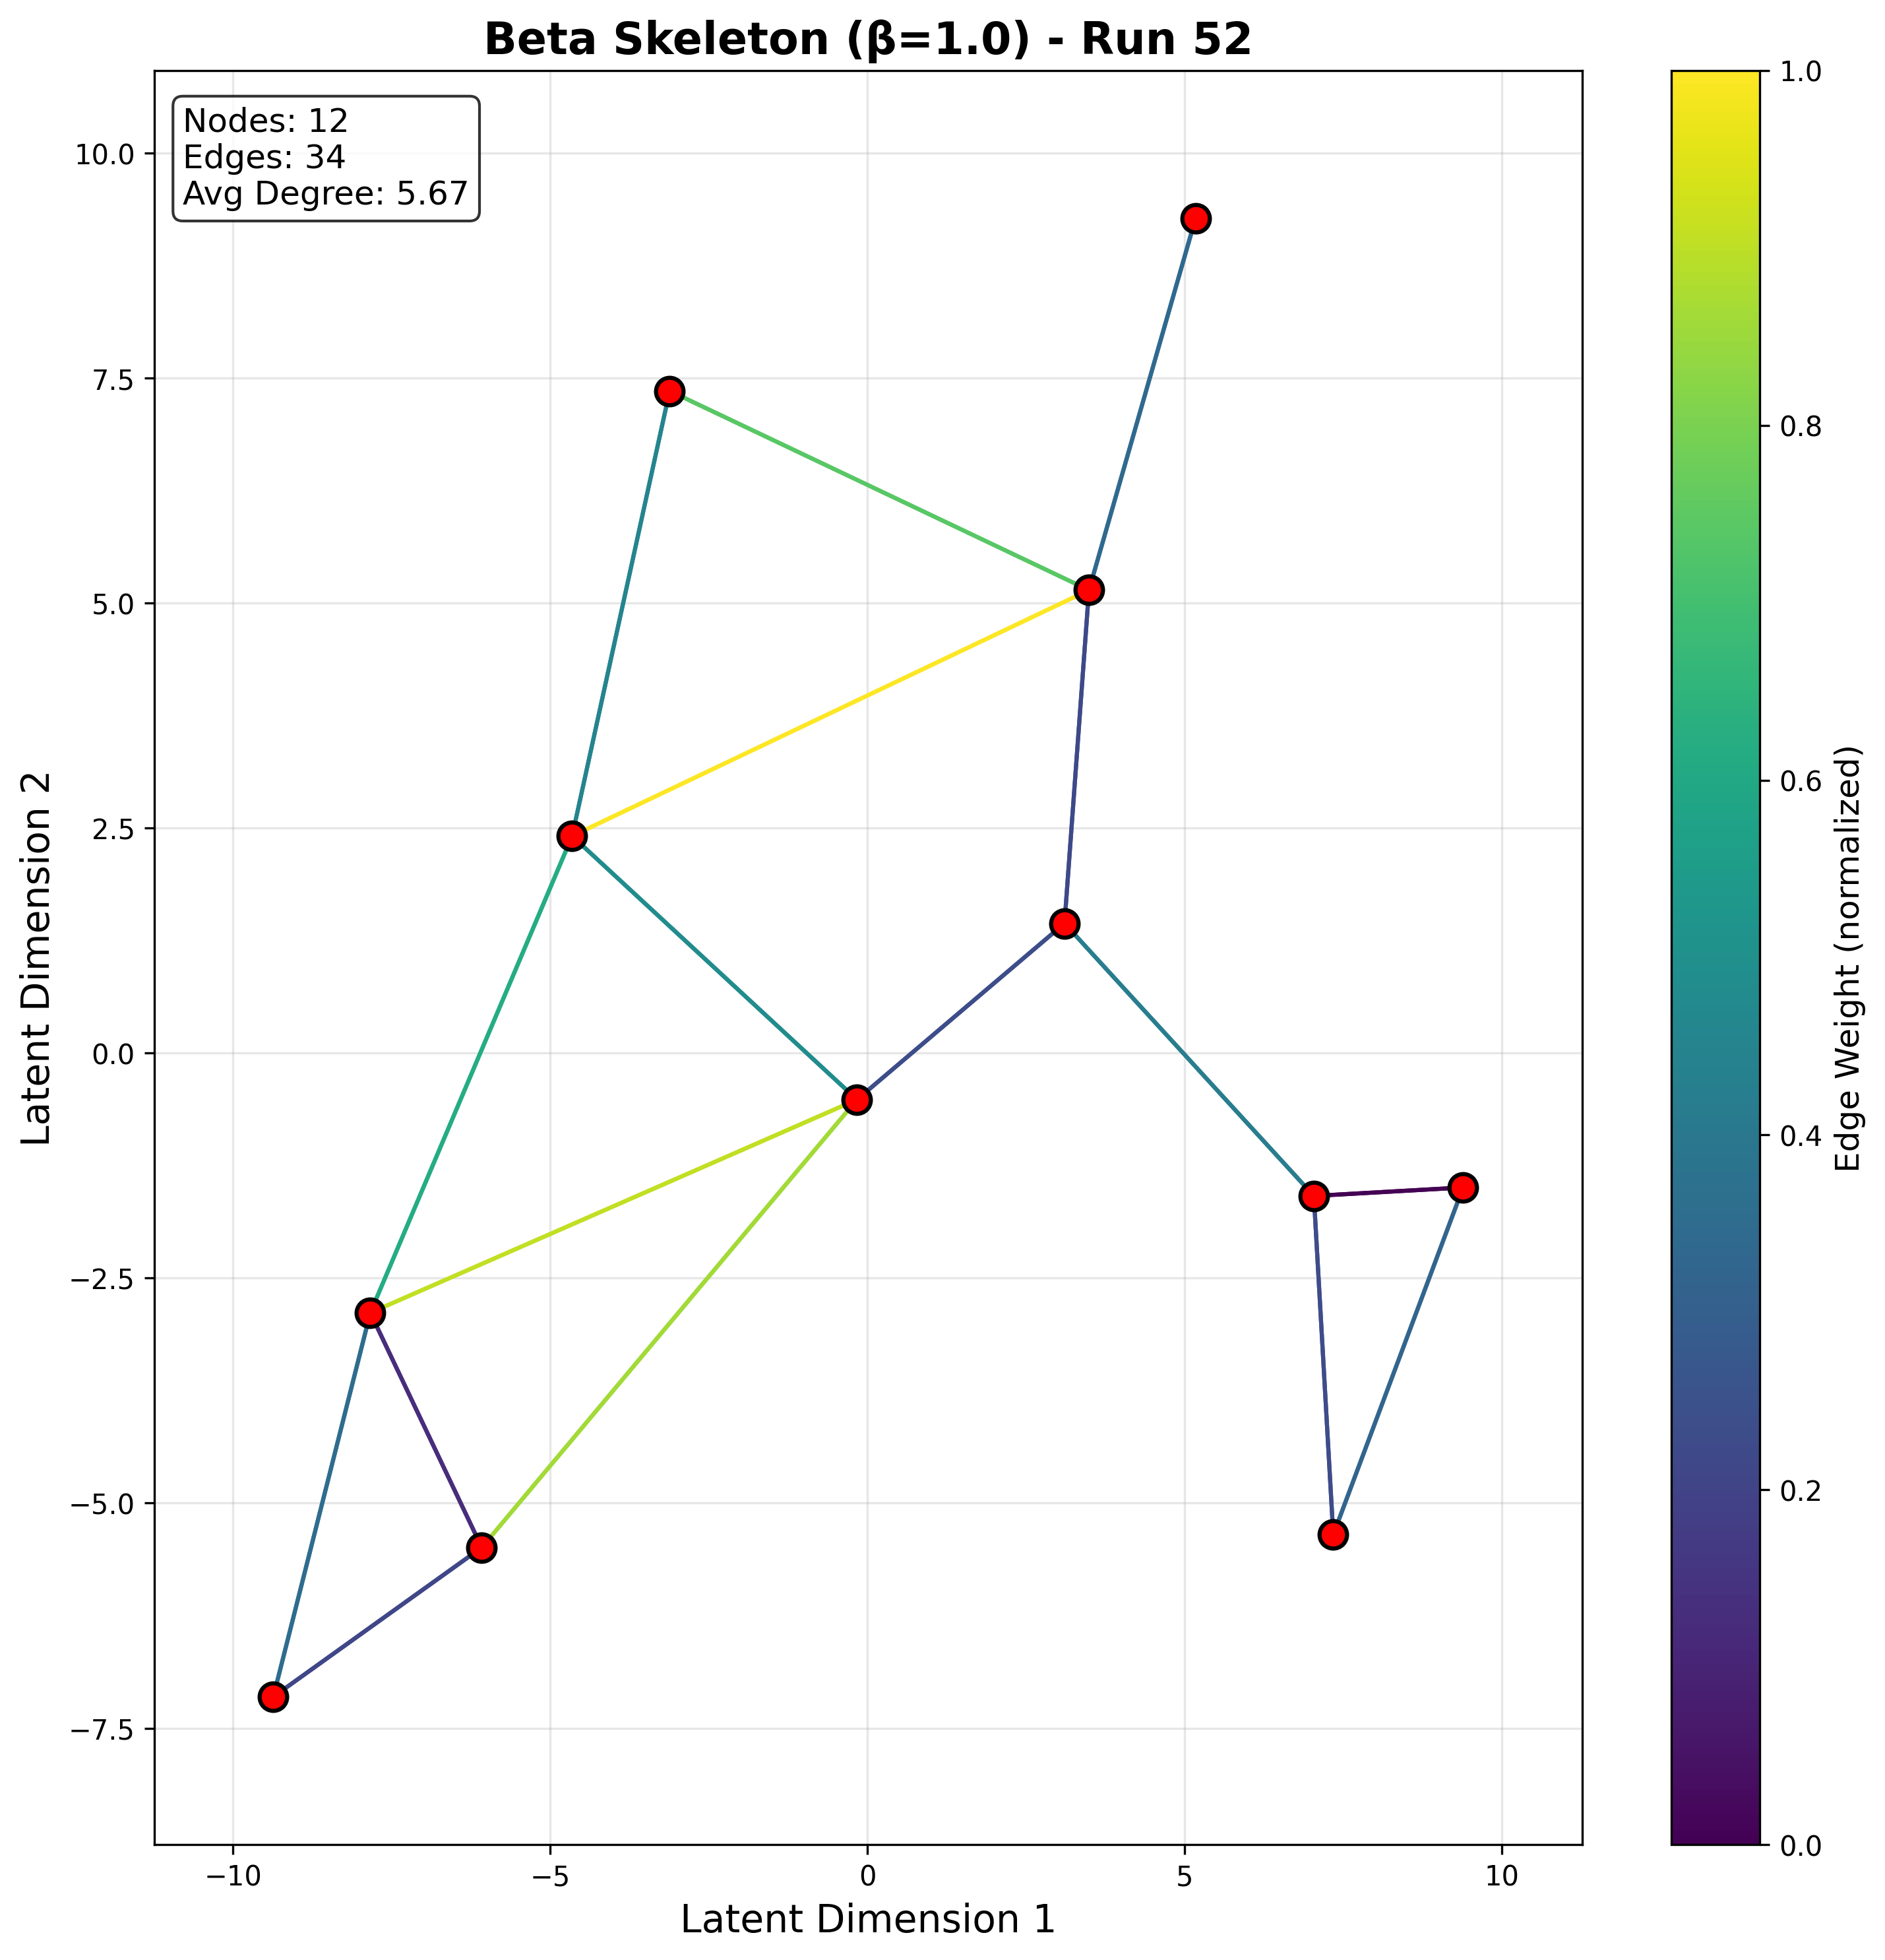 Beta Skeleton (β=1.0) - Run 52
Nodes: 12
Edges: 34
Avg Degree: 5.67
10.0
7.5
5.0
2.5
0.0
−2.5
−5.0
−7.5
Latent Dimension 2
−10
−5
0
5
10
Latent Dimension 1
1.0
0.8
0.6
0.4
0.2
0.0
Edge Weight (normalized)